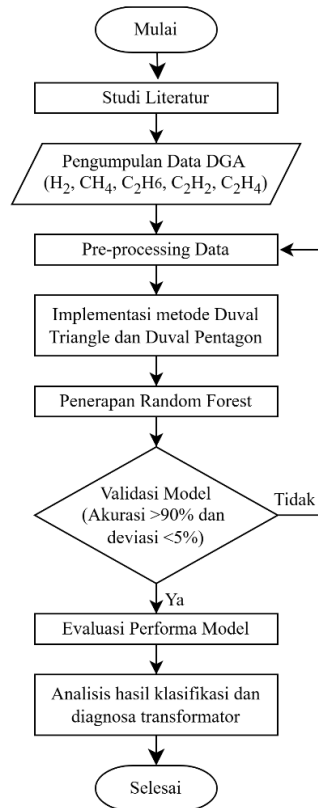 Mulai
Studi Literatur
Pengumpulan Data DGA
(H₂, CH₄, C₂H6, C₂H₂, C₂H₄)
Pre-processing Data
Implementasi metode Duval
Triangle dan Duval Pentagon
Penerapan Random Forest
Validasi Model
(Akurasi >90% dan
deviasi <5%)
Tidak
Ya
Evaluasi Performa Model
Analisis hasil klasifikasi dan
diagnosa transformator
Selesai